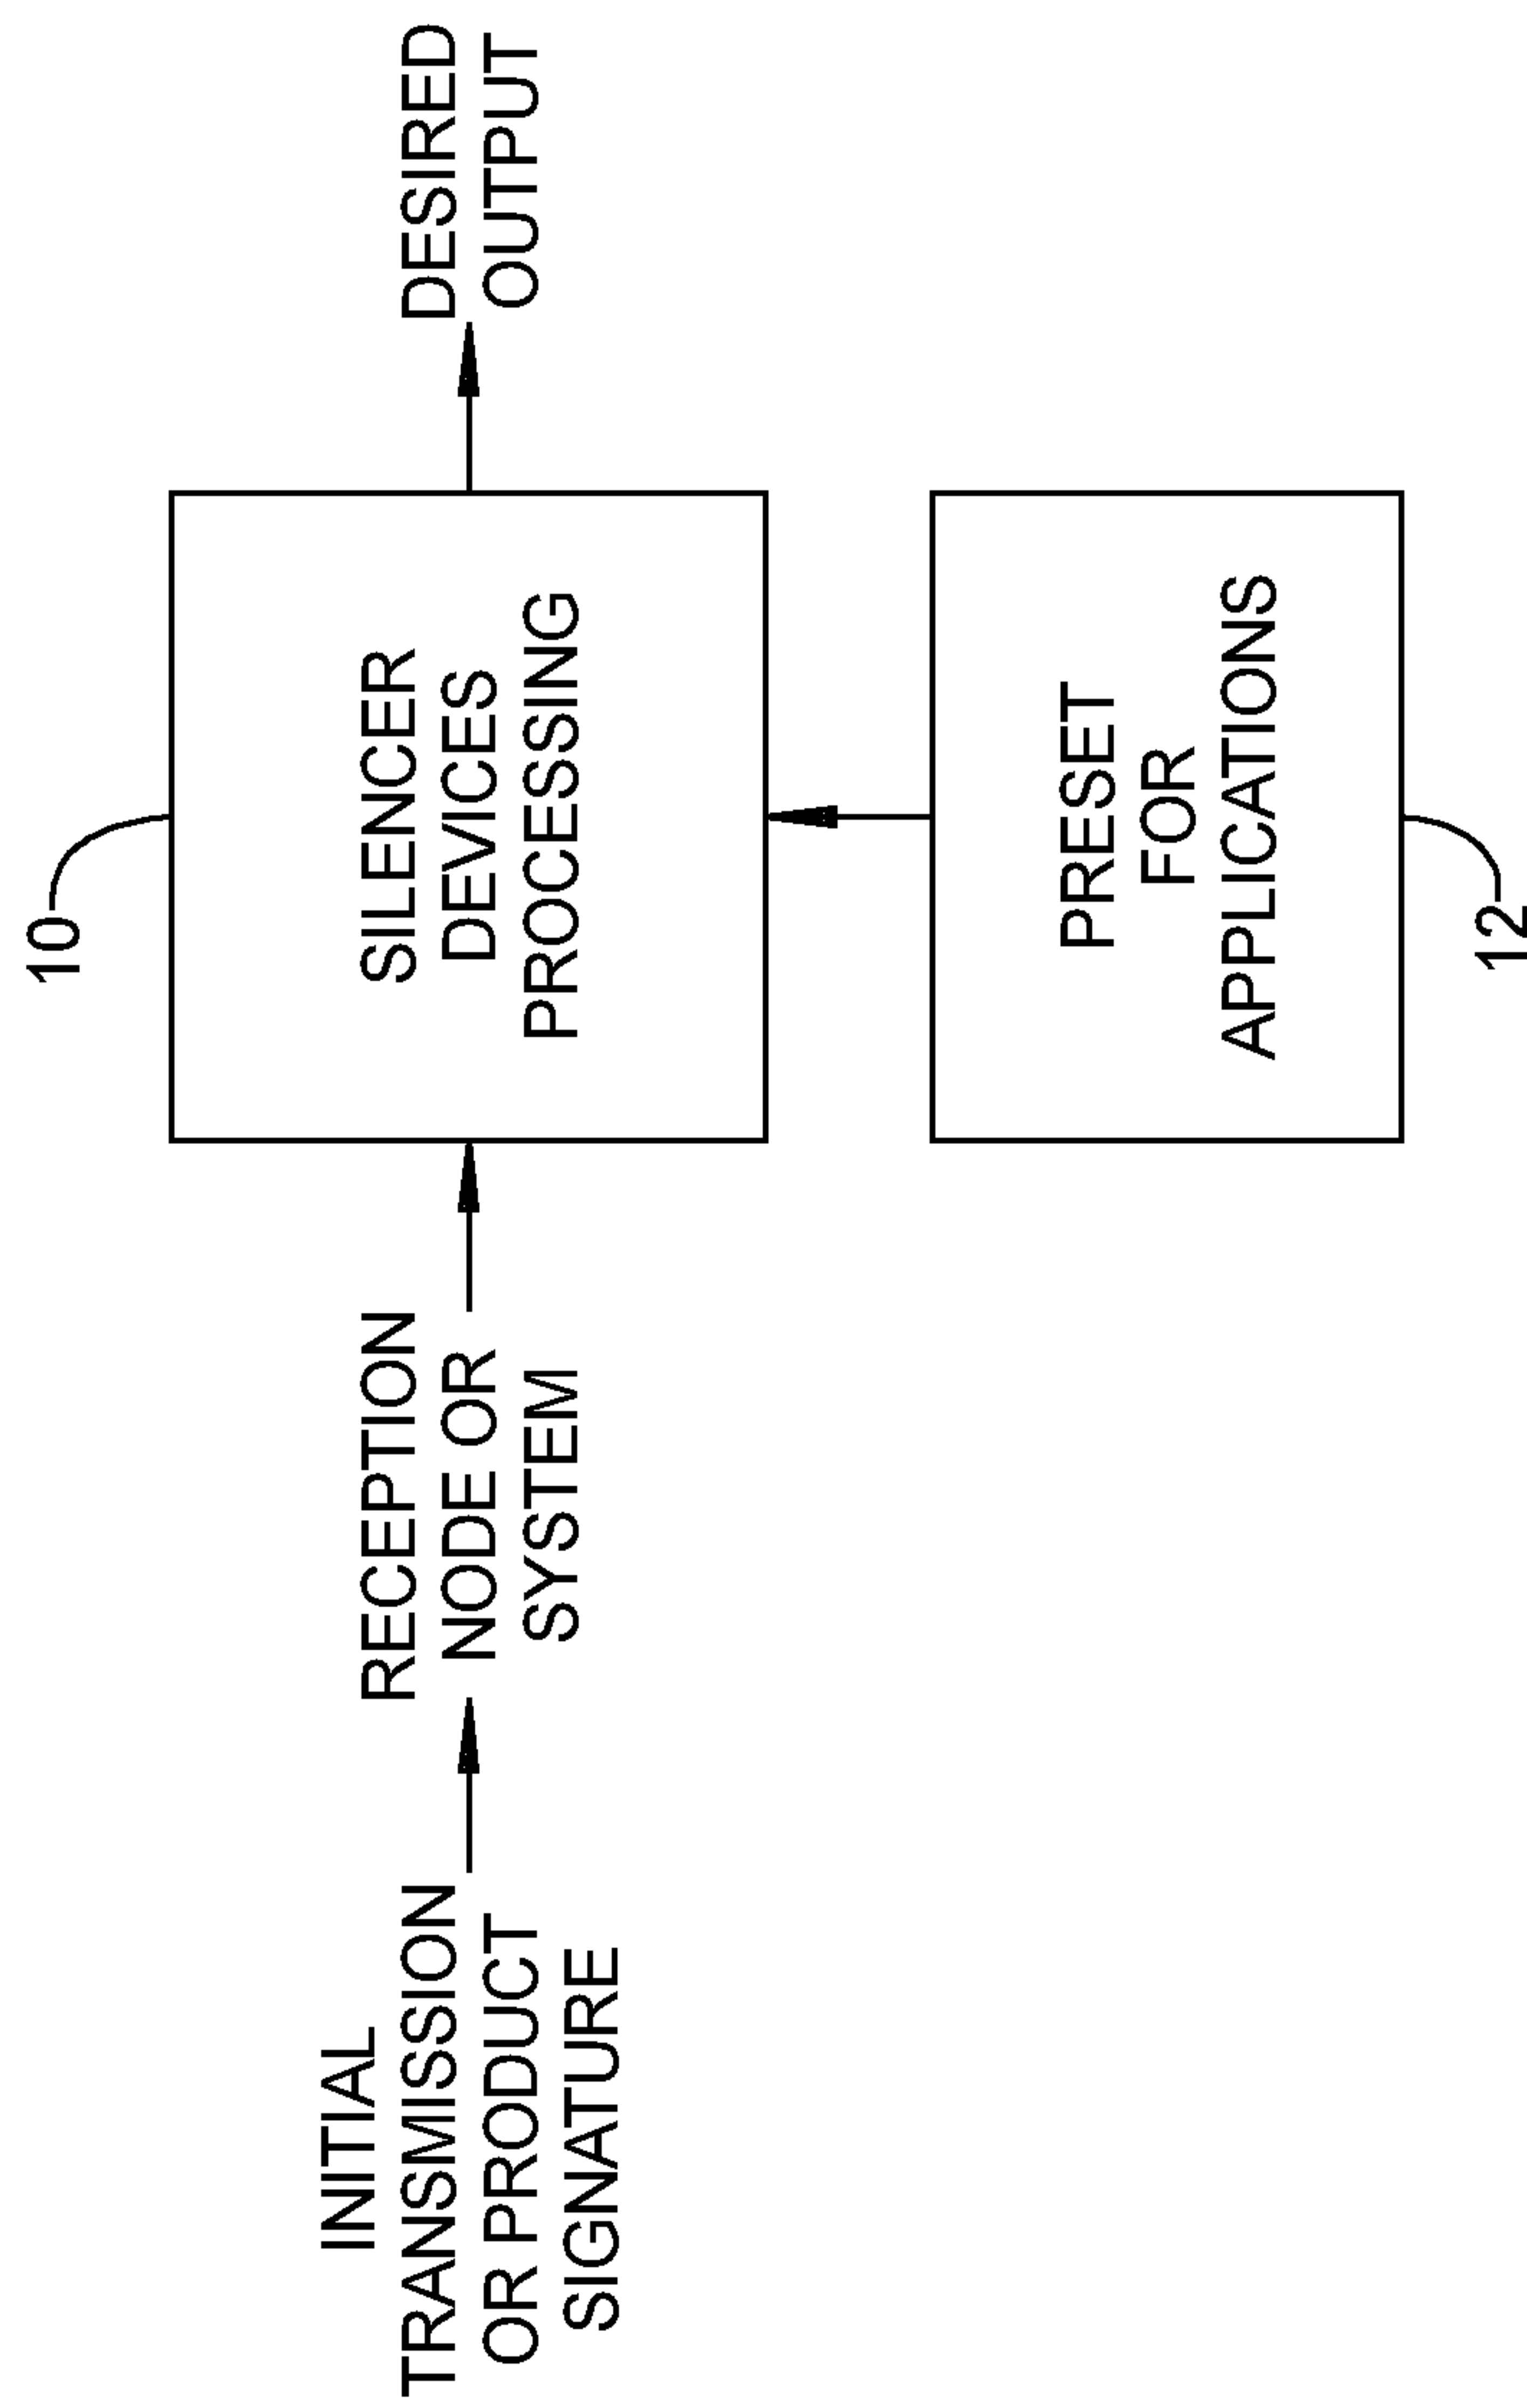 INITIAL
TRANSMISSION
OR PRODUCT
SIGNATURE
RECEPTION
NODE OR
SYSTEM
10
SILENCER
DEVICES
PROCESSING
DESIRED
OUTPUT
PRESET
FOR
APPLICATIONS
12